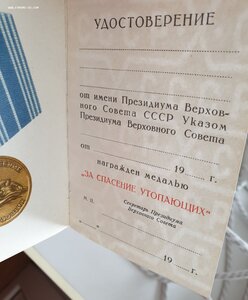 УДОСТОВЕРЕНИЕ
от имени Президиума Верхов-
ного Совета СССР Указом
Президиума Верховного Совета
от 19 г.
награжден медалью
"ЗА СПАСЕНИЕ УТОПАЮЩИХ"
М. П.
Секретарь Президиума
Верховного Совета
19 г.